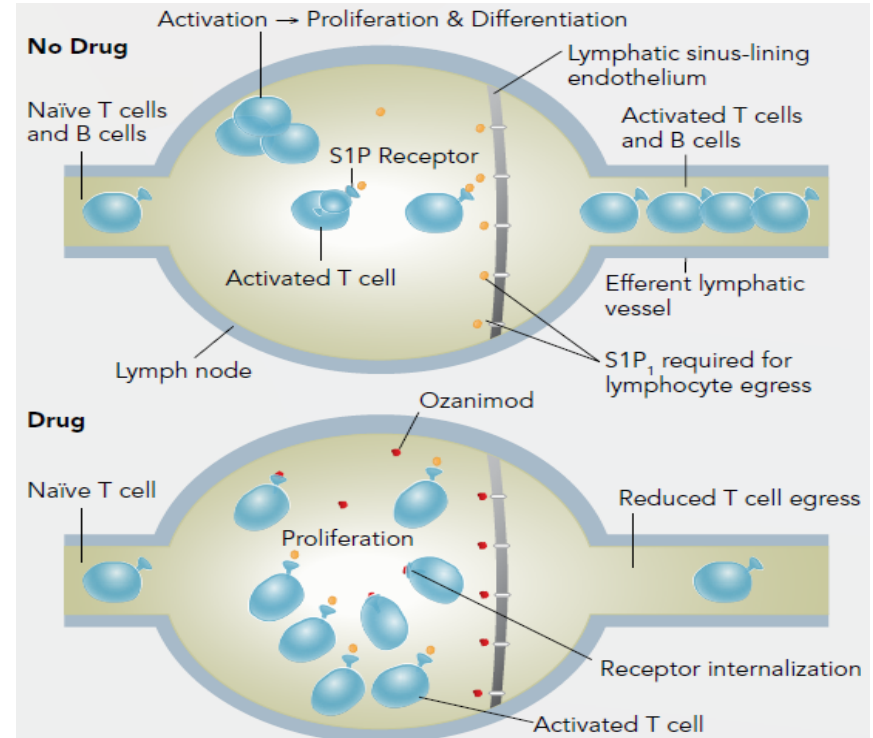 Activation → Proliferation & Differentiation
No Drug
Lymphatic sinus-lining
endothelium
Naïve T cells
and B cells
Activated T cells
and B cells
S1P Receptor
Activated T cell
Efferent lymphatic
vessel
Lymph node
S1P₁ required for
lymphocyte egress
Ozanimod
Drug
Naïve T cell
Reduced T cell egress
Proliferation
Receptor internalization
Activated T cell